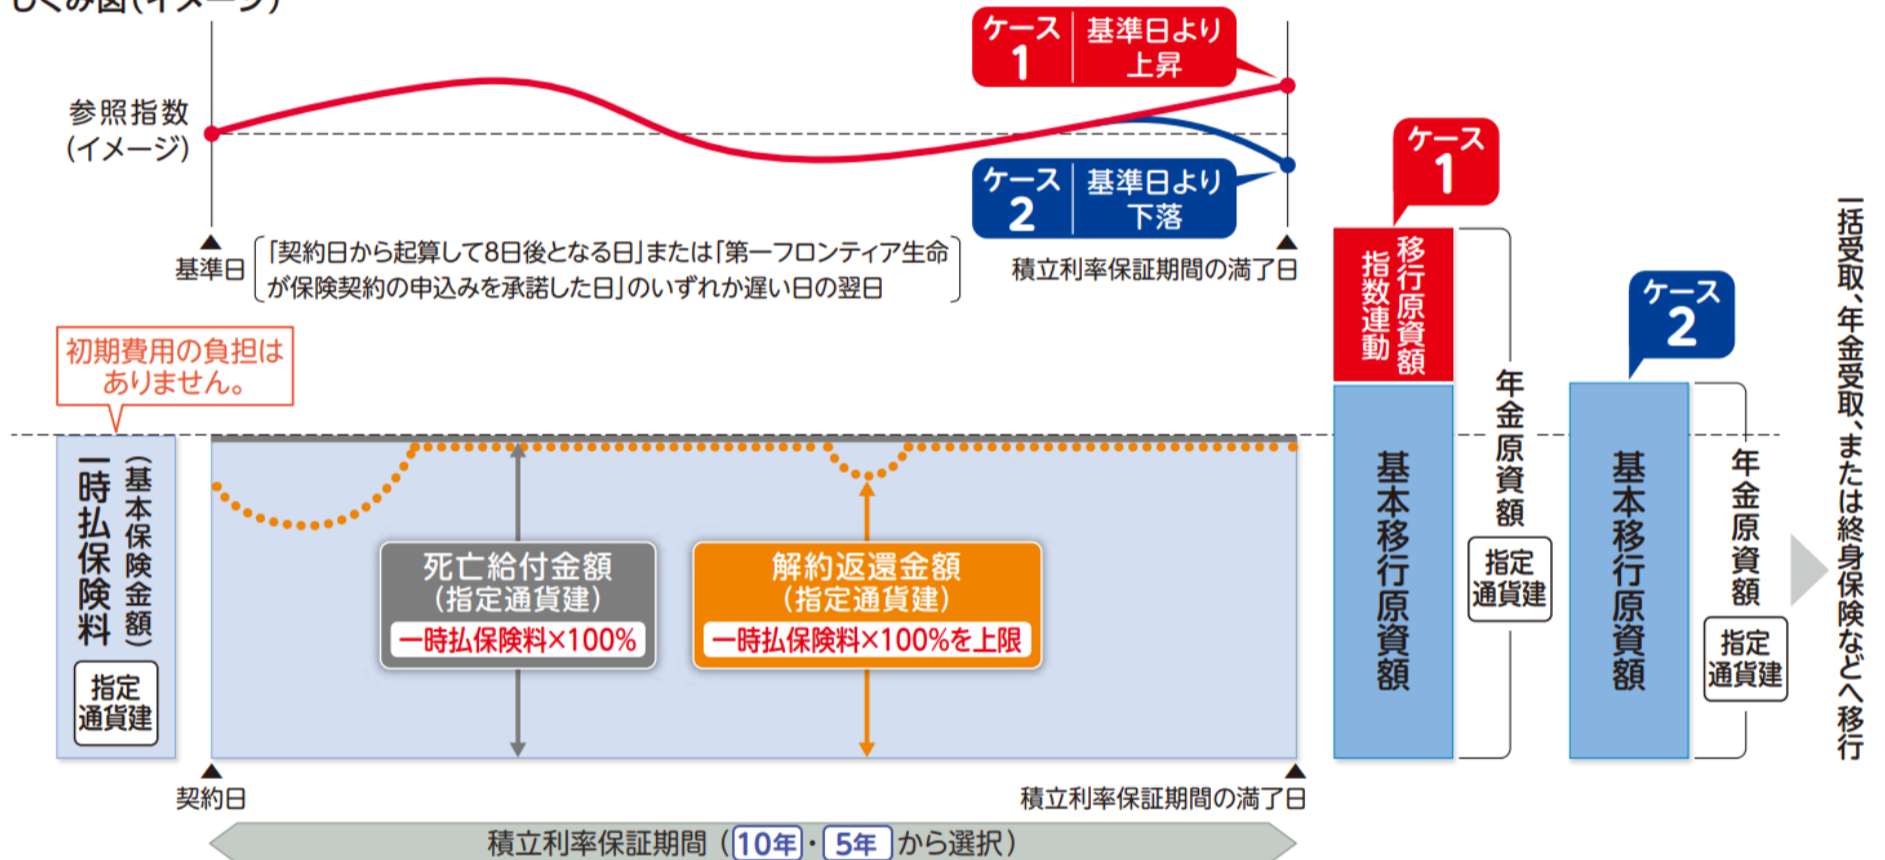 しくみ図(イメージ)
ケース
1
基準日より
上昇
参照指数
(イメージ)
ケース
2
基準日より
下落
ケース
1
基準日
「契約日から起算して8日後となる日」または「第一フロンティア生命
が保険契約の申込みを承諾した日」のいずれか遅い日の翌日
積立利率保証期間の満了日
移行原資額
指数連動
ケース
2
初期費用の負担は
ありません。
(基本保険金額)
一時払保険料
指定
通貨建
死亡給付金額
(指定通貨建)
一時払保険料×100%
解約返還金額
(指定通貨建)
一時払保険料×100%を上限
基本移行原資額
年金原資額
指定
通貨建
基本移行原資額
年金原資額
指定
通貨建
一括受取、年金受取、または終身保険などへ移行
契約日
積立利率保証期間の満了日
積立利率保証期間(10年・5年から選択)